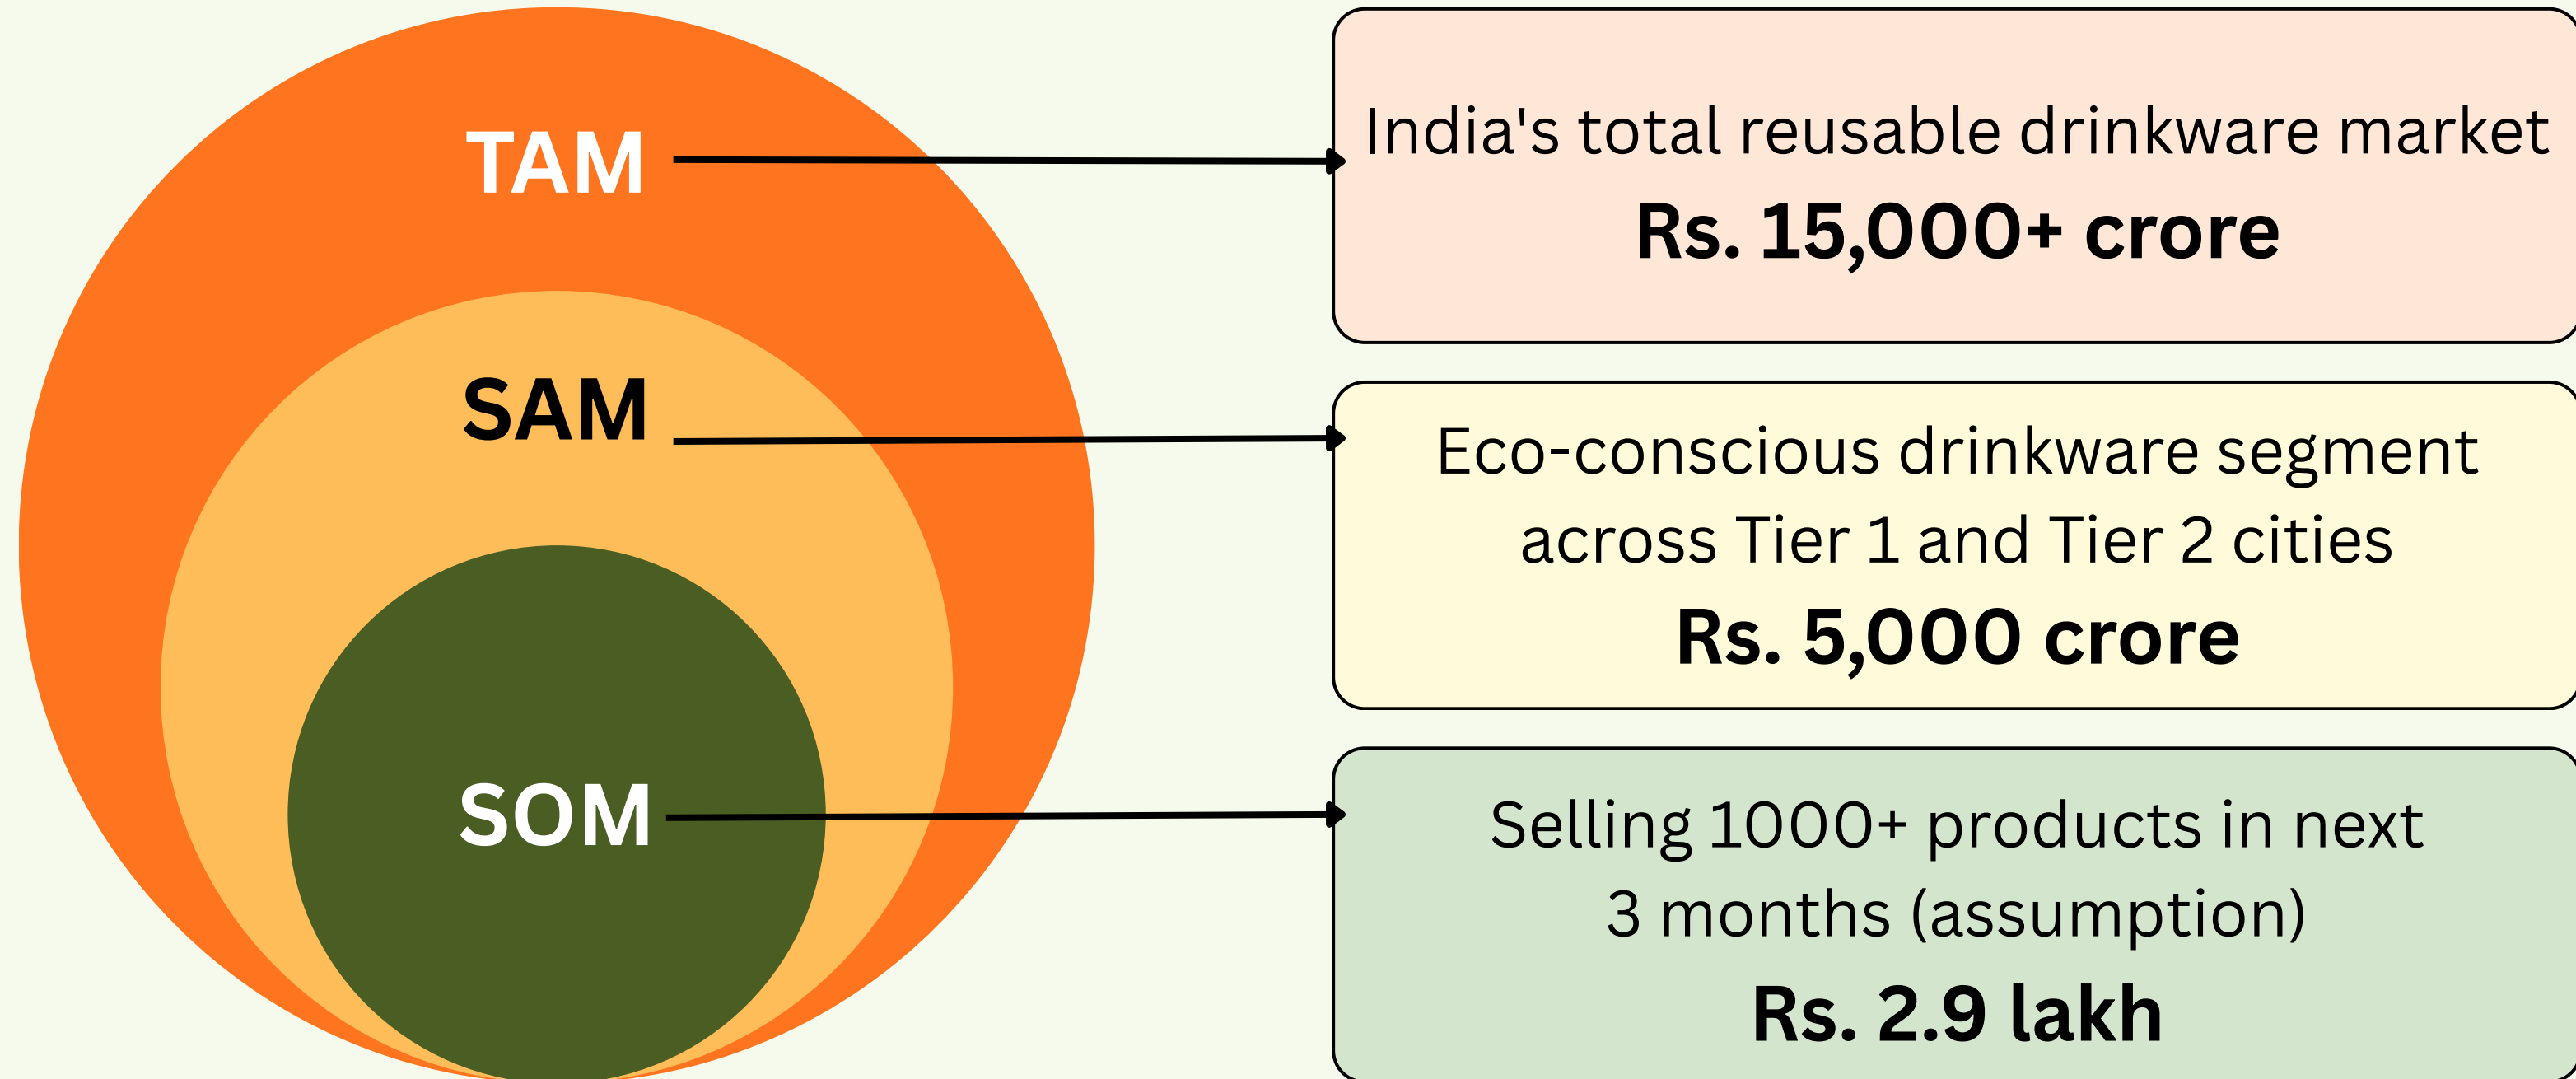 TAM
India's total reusable drinkware market
Rs. 15,000+ crore
SAM
Eco-conscious drinkware segment
across Tier 1 and Tier 2 cities
Rs. 5,000 crore
SOM
Selling 1000+ products in next
3 months (assumption)
Rs. 2.9 lakh